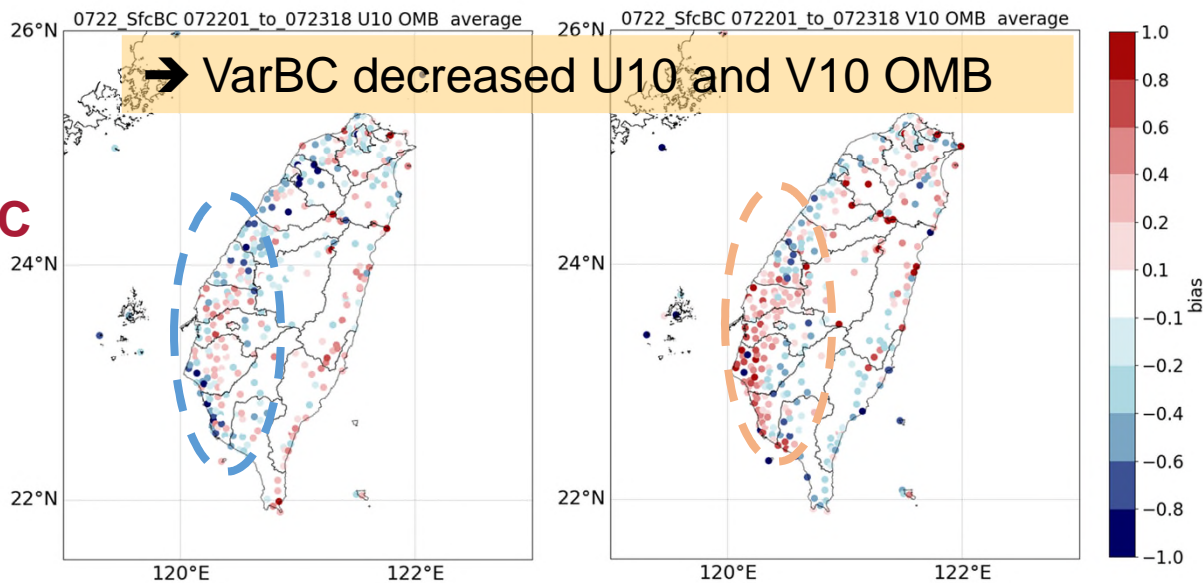 0722_SfcBC 072201_to_072318 U10 OMB average
0722_SfcBC 072201_to_072318 V10 OMB average
➔ VarBC decreased U10 and V10 OMB
C
26°N
24°N
22°N
120°E
122°E
26°N
24°N
22°N
120°E
122°E
1.0
0.8
0.6
0.4
0.2
0.1
−0.1
−0.2
−0.4
−0.6
−0.8
−1.0
bias